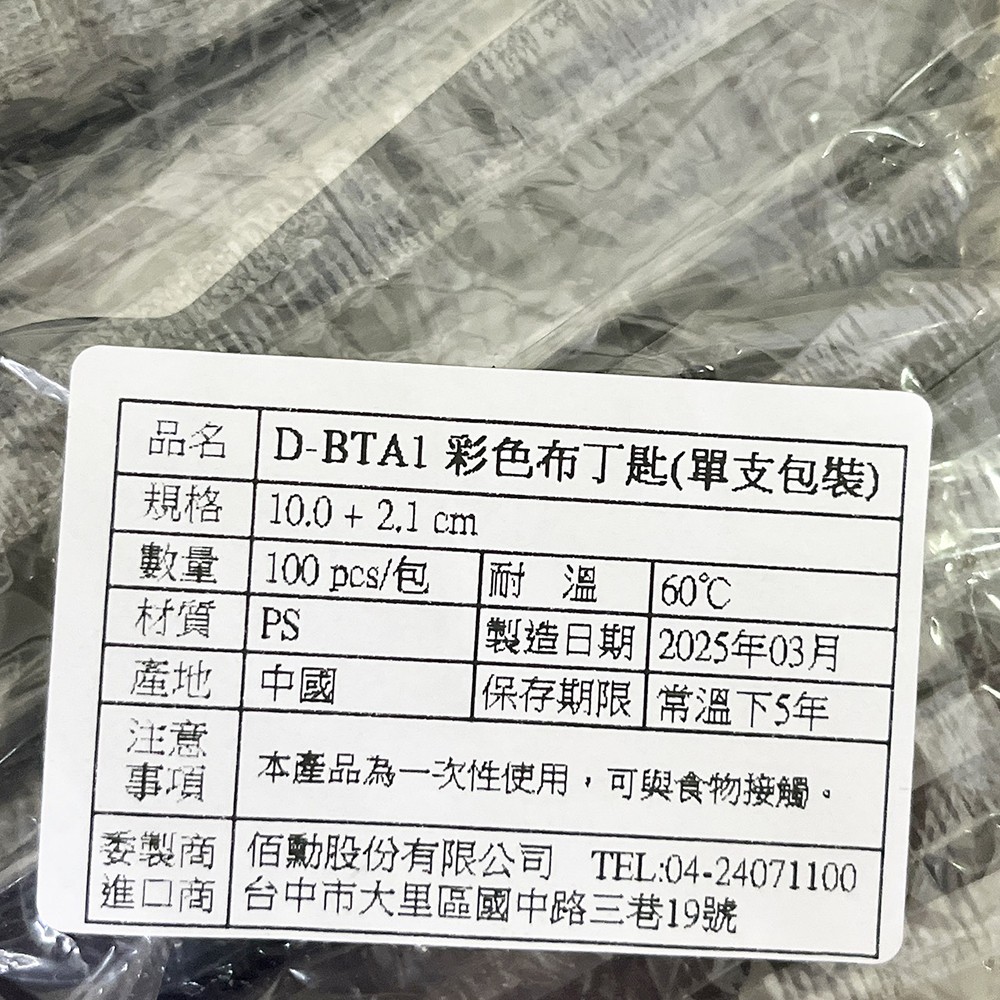 品名 D-BTA1 彩色布丁匙(單支包裝)
規格 10.0 + 2.1 cm
數量 100 pcs/包 耐 溫 60℃
材質 PS 製造日期 2025年03月
產地 中國 保存期限 常溫下5年
注意
事項 本產品為一次性使用，可與食物接觸。
委製商 佰勳股份有限公司 TEL:04-24071100
進口商 台中市大里區國中路三巷19號